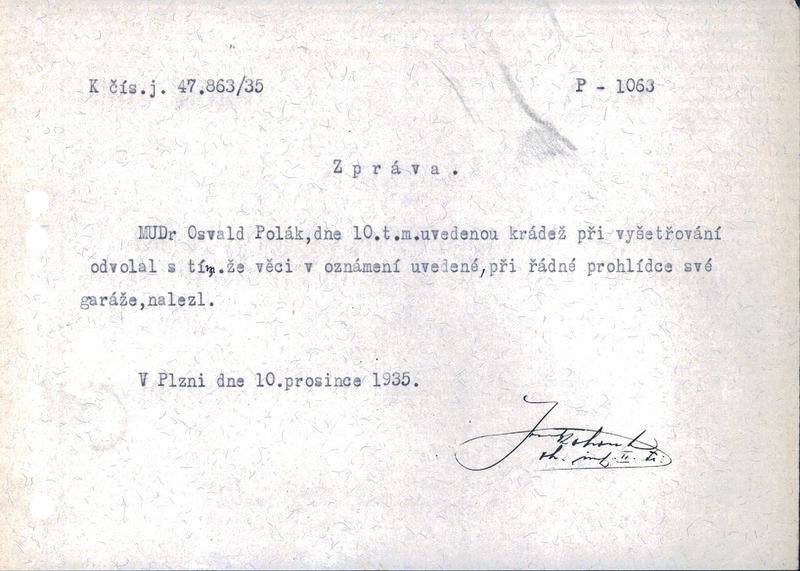 K čís.j. 47.863/35
P - 1063
Zpráva.
MUDr Osvald Polák,dne 10.t.m.uvedenou krádež při vyšetřování
odvolal s tím.že věci v oznámení uvedené,při řádné prohlídce své
garáže,nalezl.
V Plzni dne 10.prosince 1935.